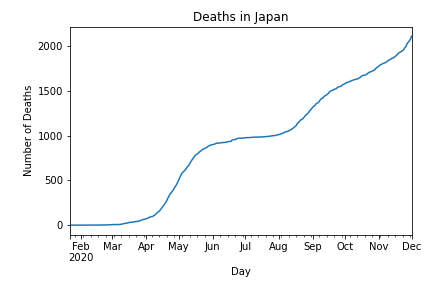 Deaths in Japan
Number of Deaths
2000
1500
1000
500
0
Feb Mar Apr May Jun Jul Aug Sep Oct Nov Dec
2020
Day